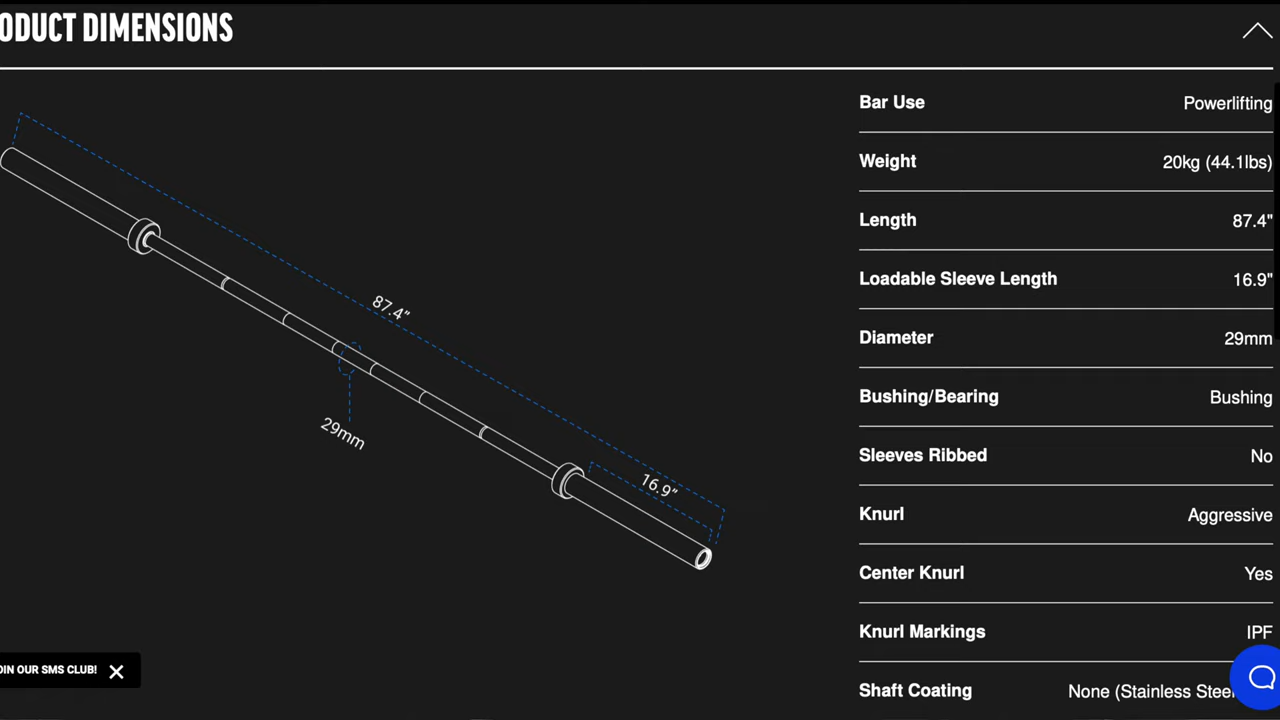 ODUCT DIMENSIONS
Bar Use Powerlifting
Weight 20kg (44.1lbs)
Length 87.4"
Loadable Sleeve Length 16.9"
87.4"
Diameter 29mm
Bushing/Bearing Bushing
29mm
Sleeves Ribbed No
16.9"
Knurl Aggressive
Center Knurl Yes
Knurl Markings IPF
OIN OUR SMS CLUB!
Shaft Coating None (Stainless Steel